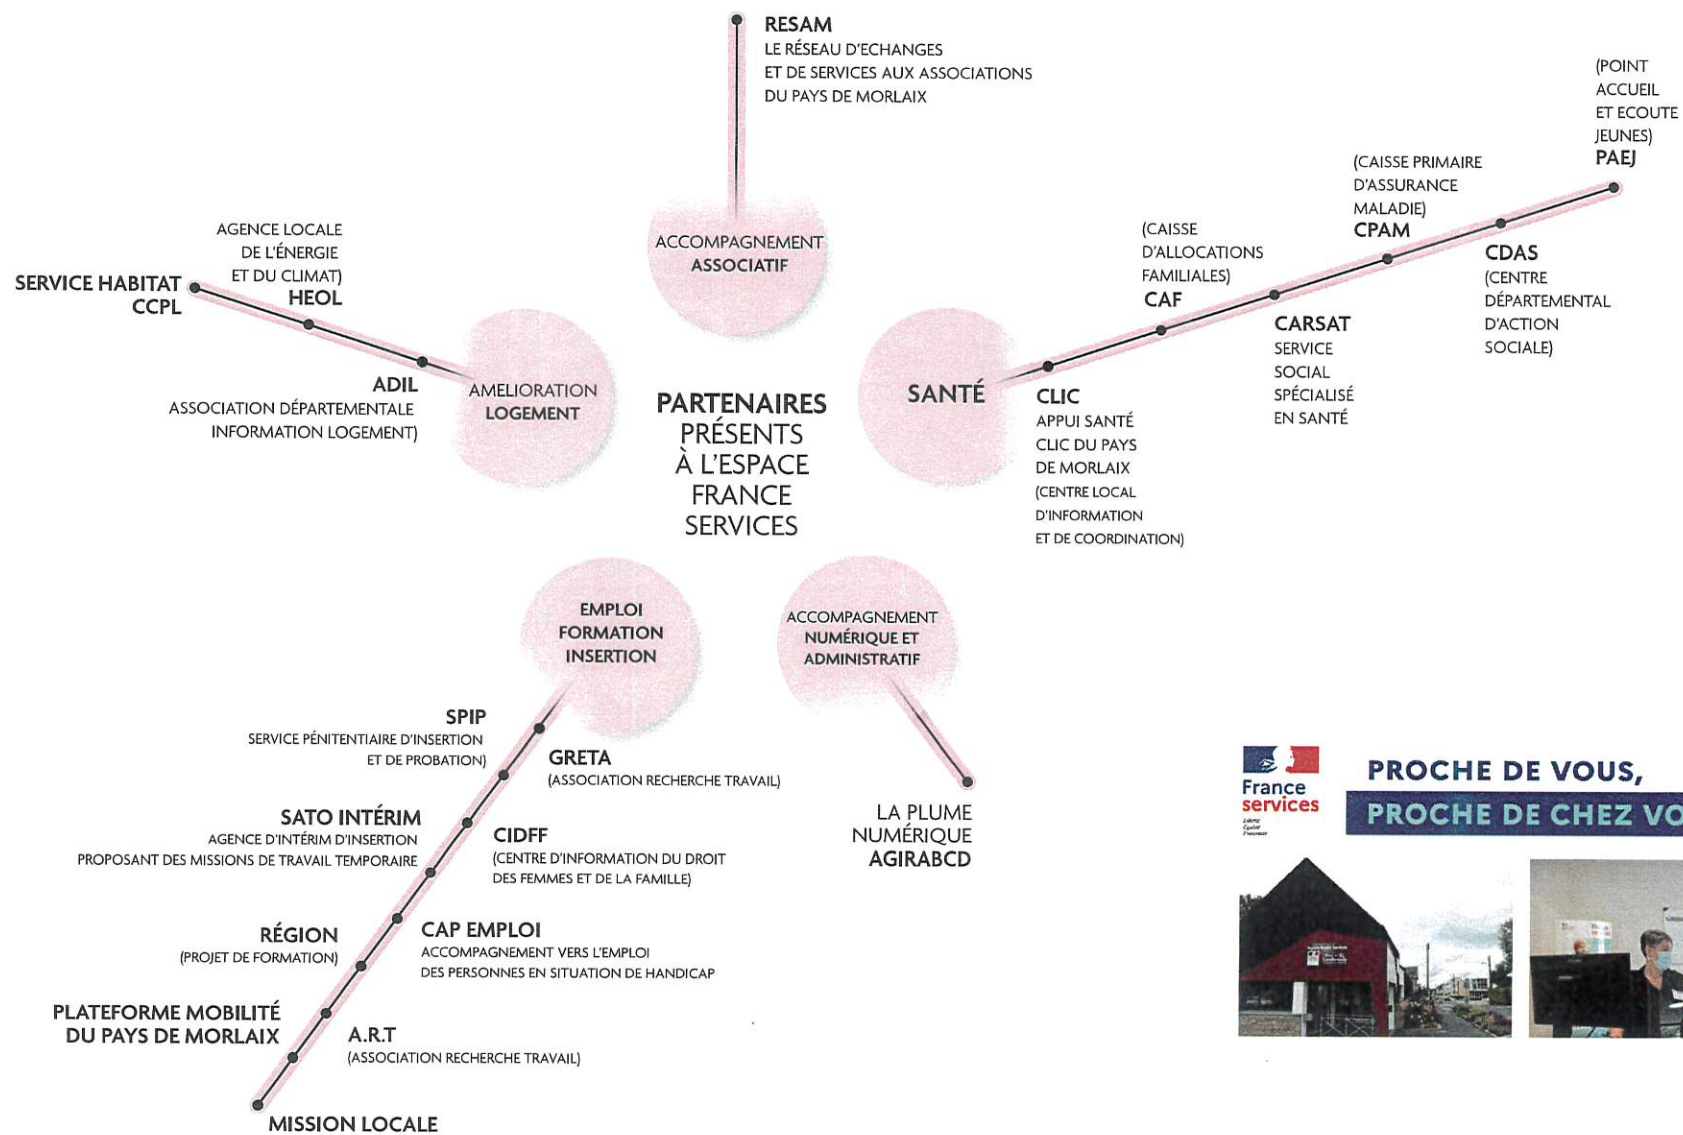 RESAM
LE RÉSEAU D'ECHANGES
ET DE SERVICES AUX ASSOCIATIONS
DU PAYS DE MORLAIX
ACCOMPAGNEMENT
ASSOCIATIF
SERVICE HABITAT
CCPL
AGENCE LOCALE
DE L'ÉNERGIE
ET DU CLIMAT)
HEOL
ADIL
ASSOCIATION DÉPARTEMENTALE
INFORMATION LOGEMENT)
AMELIORATION
LOGEMENT
PARTENAIRES
PRÉSENTS
À L'ESPACE
FRANCE
SERVICES
SANTÉ
CLIC
APPUI SANTÉ
CLIC DU PAYS
DE MORLAIX
(CENTRE LOCAL
D'INFORMATION
ET DE COORDINATION)
(CAISSE
D'ALLOCATIONS
FAMILIALES)
CAF
CARSAT
SERVICE
SOCIAL
SPÉCIALISÉ
EN SANTÉ
(CAISSE PRIMAIRE
D'ASSURANCE
MALADIE)
CPAM
CDAS
(CENTRE
DÉPARTEMENTAL
D'ACTION
SOCIALE)
(POINT
ACCUEIL
ET ECOUTE
JEUNES)
PAEJ
EMPLOI
FORMATION
INSERTION
SPIP
SERVICE PÉNITENTIAIRE D'INSERTION
ET DE PROBATION)
GRETA
(ASSOCIATION RECHERCHE TRAVAIL)
SATO INTÉRIM
AGENCE D'INTÉRIM D'INSERTION
PROPOSANT DES MISSIONS DE TRAVAIL TEMPORAIRE
CIDFF
(CENTRE D'INFORMATION DU DROIT
DES FEMMES ET DE LA FAMILLE)
RÉGION
(PROJET DE FORMATION)
CAP EMPLOI
ACCOMPAGNEMENT VERS L'EMPLOI
DES PERSONNES EN SITUATION DE HANDICAP
PLATEFORME MOBILITÉ
DU PAYS DE MORLAIX
A.R.T
(ASSOCIATION RECHERCHE TRAVAIL)
MISSION LOCALE
ACCOMPAGNEMENT
NUMÉRIQUE ET
ADMINISTRATIF
LA PLUME
NUMÉRIQUE
AGIRABCD
France
services
Liberté
Égalité
Fraternité
PROCHE DE VOUS,
PROCHE DE CHEZ VO